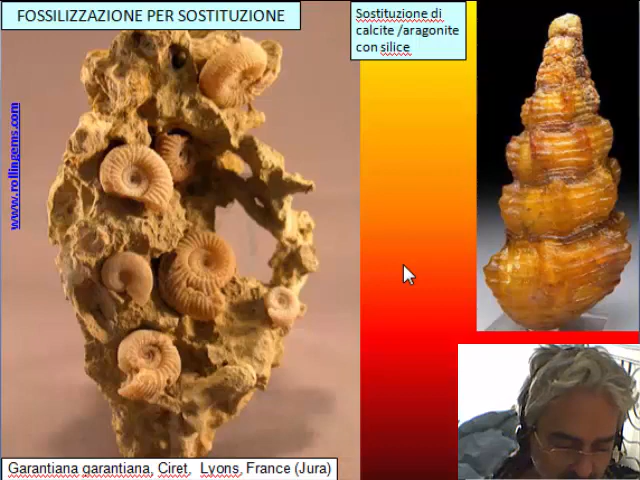 FOSSILIZZAZIONE PER SOSTITUZIONE
Sostituzione di
calcite /aragonite
con silice
www.rollingems.com
Garantiana garantiana, Ciret, Lyons, France (Jura)